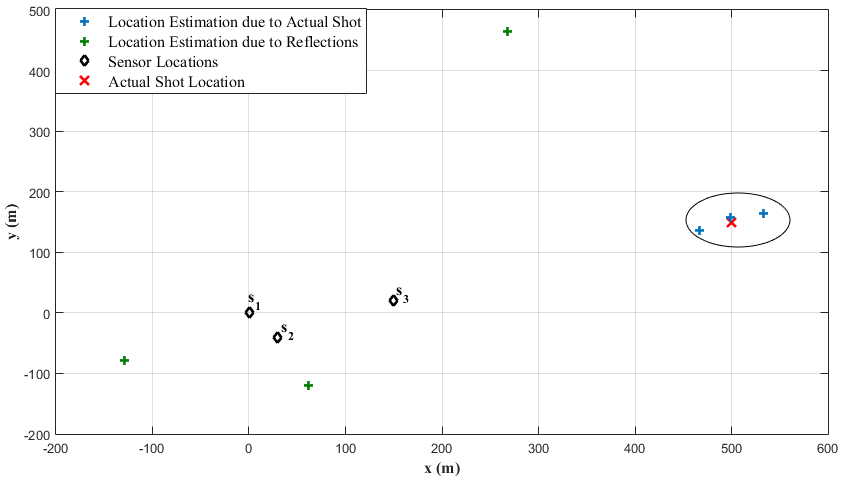 500
400
300
200
100
0
-100
-200
y (m)
Location Estimation due to Actual Shot
Location Estimation due to Reflections
Sensor Locations
Actual Shot Location
s1
s2
s3
-200 -100 0 100 200 300 400 500 600
x (m)